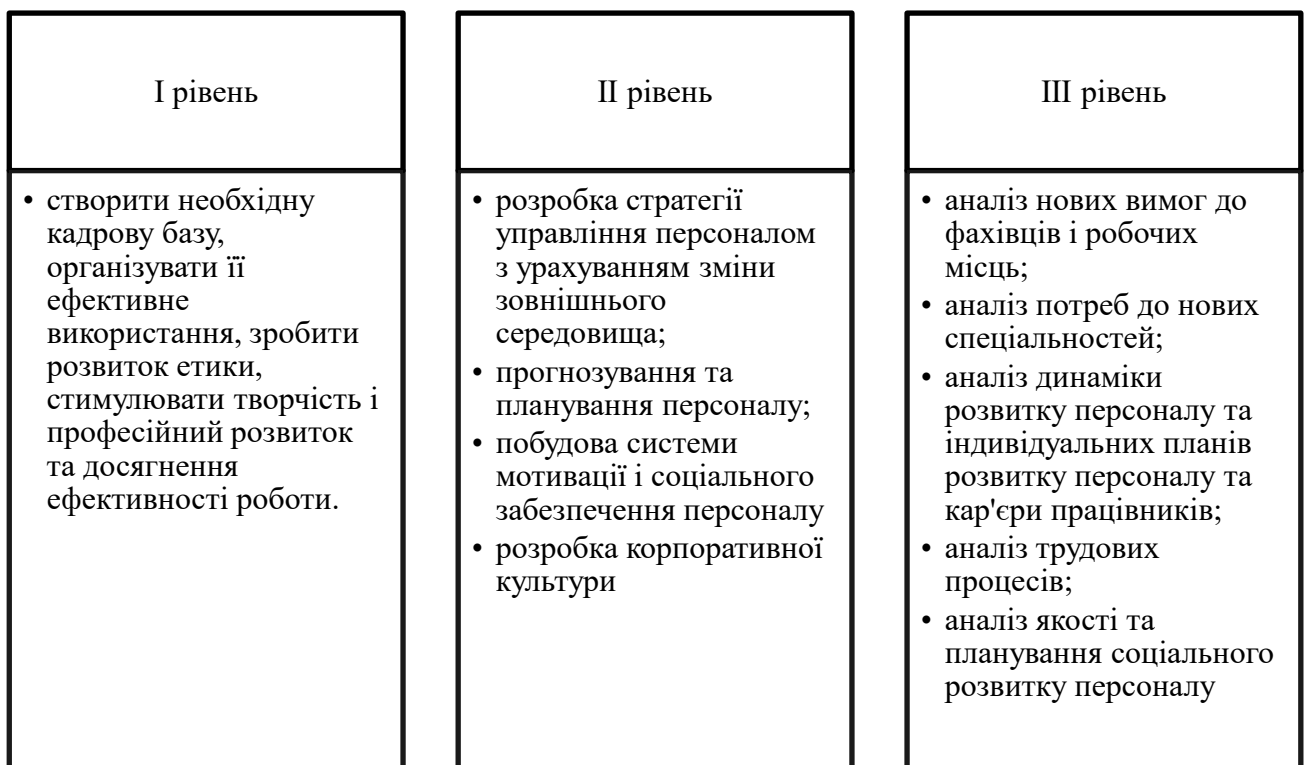 І рівень
• створити необхідну
кадрову базу,
організувати її
ефективне
використання, зробити
розвиток етики,
стимулювати творчість і
професійний розвиток
та досягнення
ефективності роботи.
ІІ рівень
• розробка стратегії
управління персоналом
з урахуванням зміни
зовнішнього
середовища;
• прогнозування та
планування персоналу;
• побудова системи
мотивації і соціального
забезпечення персоналу
• розробка корпоративної
культури
ІІІ рівень
• аналіз нових вимог до
фахівців і робочих
місць;
• аналіз потреб до нових
спеціальностей;
• аналіз динаміки
розвитку персоналу та
індивідуальних планів
розвитку персоналу та
кар'єри працівників;
• аналіз трудових
процесів;
• аналіз якості та
планування соціального
розвитку персоналу